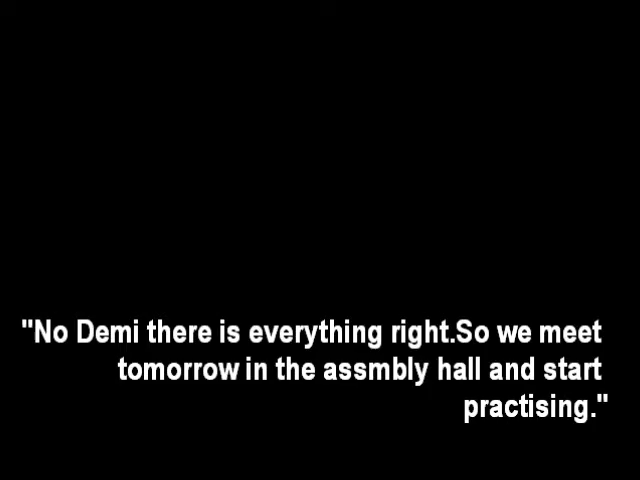 "No Demi there is everything right.So we meet
tomorrow in the assmbly hall and start
practising."